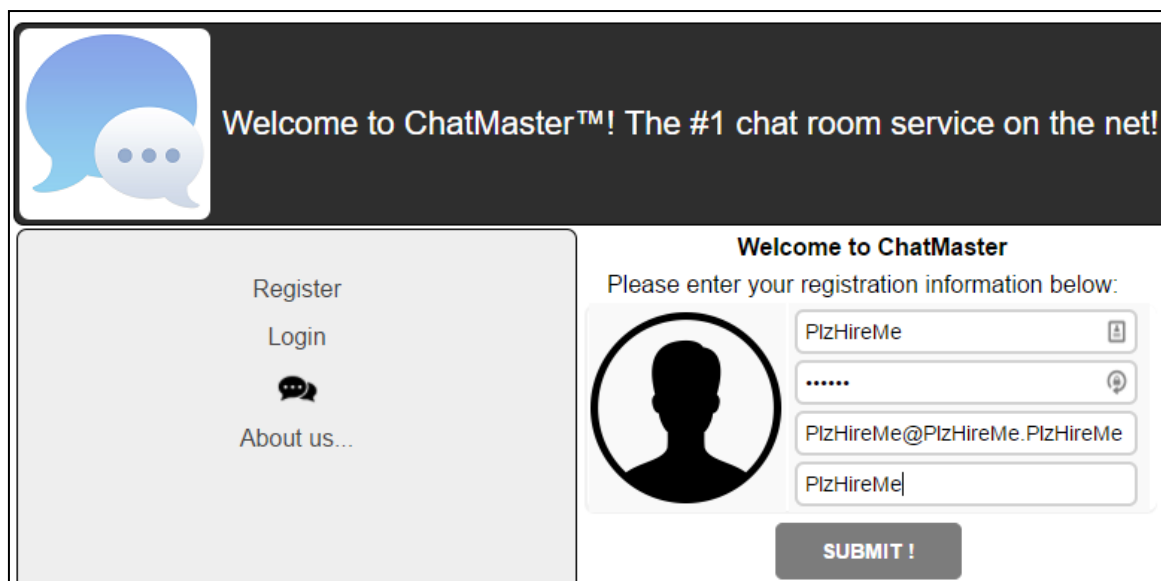 Welcome to ChatMaster™! The #1 chat room service on the net!
Register
Login
About us...
Welcome to ChatMaster
Please enter your registration information below:
PlzHireMe
••••••
PlzHireMe@PlzHireMe.PlzHireMe
PlzHireMe
SUBMIT !